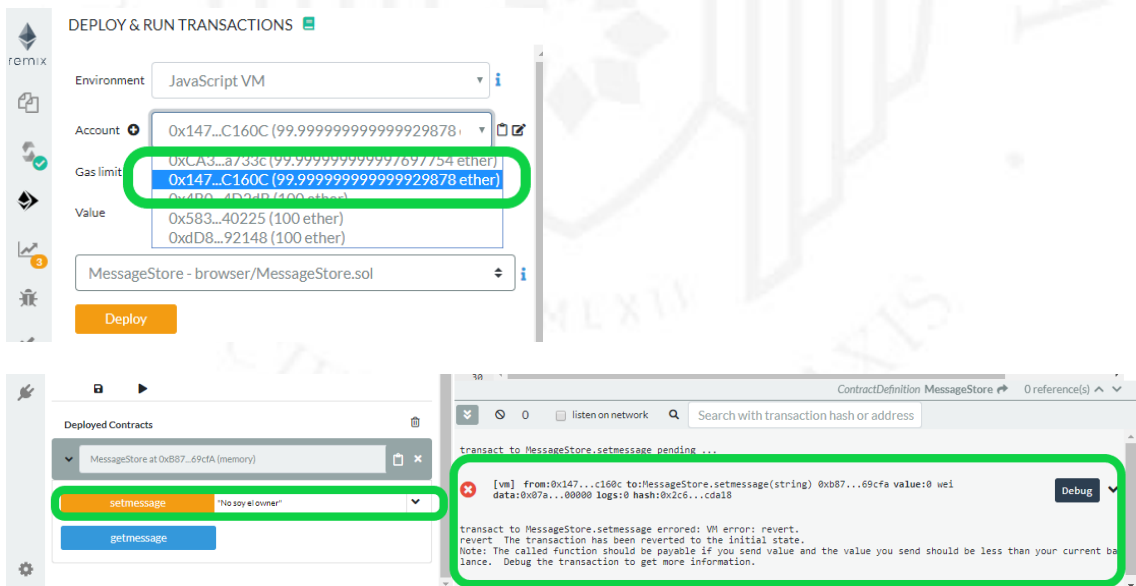 DEPLOY & RUN TRANSACTIONS
remix
Environment
JavaScript VM
Account
0x147...C160C (99.999999999999929878
0xCA3...a733c (99.999999999997697754 ether)
Gas limit
0x147...C160C (99.999999999999929878 ether)
0x4B0...4D2dB (100 ether)
Value
0x583...40225 (100 ether)
0xdD8...92148 (100 ether)
3
MessageStore - browser/MessageStore.sol
Deploy
30
ContractDefinition MessageStore 0 reference(s)
0 listen on network Search with transaction hash or address
Deployed Contracts
transact to MessageStore.setmessage pending ...
MessageStore at 0xB87...69cfA (memory)
[vm] from:0x147...c160c to:MessageStore.setmessage(string) 0xb87...69cfa value:0 wei
data:0x07a...00000 logs:0 hash:0x2c6...cda18
Debug
setmessage "No soy el owner"
getmessage
transact to MessageStore.setmessage errored: VM error: revert.
revert The transaction has been reverted to the initial state.
Note: The called function should be payable if you send value and the value you send should be less than your current ba
lance. Debug the transaction to get more information.